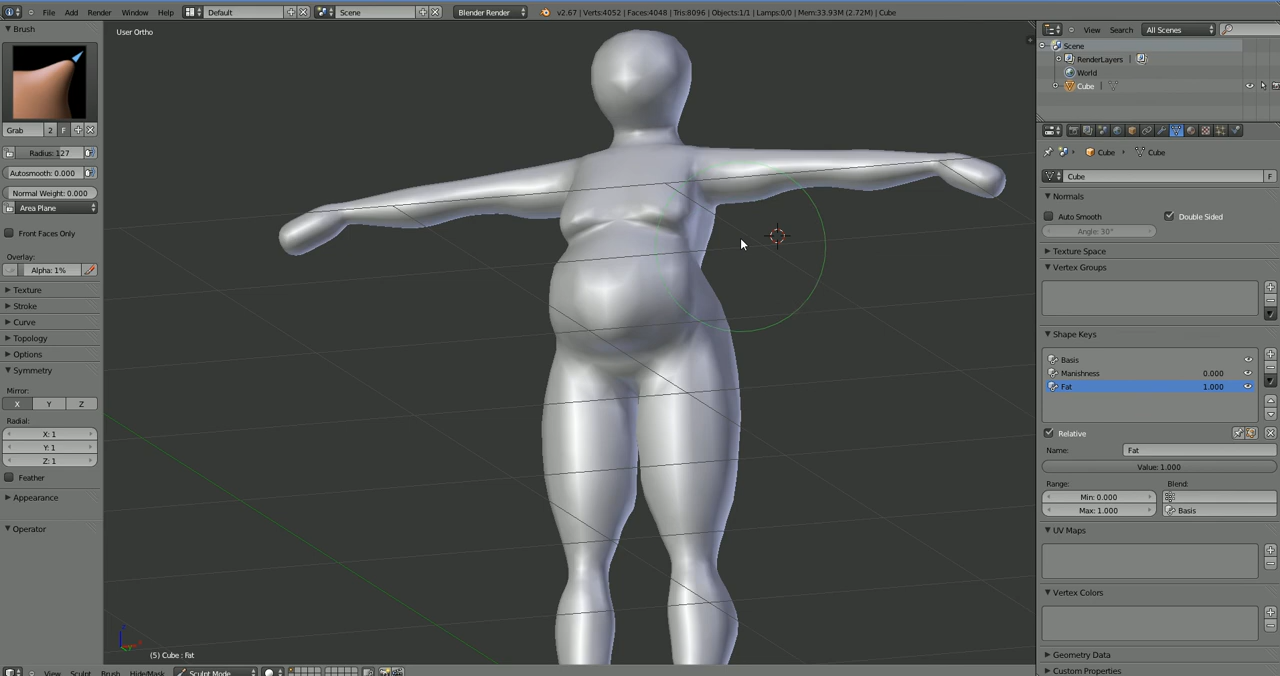 File Add Render Window Help Default Scene Blender Render v2.67 | Verts:4052 | Faces:4048 | Tris:8096 | Objects:1/1 | Lamps:0/0 | Mem:33.93M (2.72M) | Cube
Brush
User Ortho
View Search All Scenes
Scene
RenderLayers
World
Cube
Grab 2 F
Radius: 127
Autosmooth: 0.000
Normal Weight: 0.000
Area Plane
Front Faces Only
Overlay:
Alpha: 1%
Texture
Stroke
Curve
Topology
Options
Symmetry
Mirror:
X Y Z
Radial:
X: 1
Y: 1
Z: 1
Feather
Appearance
Operator
Cube Cube
Cube F
Normals
Auto Smooth Double Sided
Angle: 30°
Texture Space
Vertex Groups
Shape Keys
Basis
Manishness 0.000
Fat 1.000
Relative
Name: Fat
Value: 1.000
Range: Blend:
Min: 0.000
Max: 1.000 Basis
UV Maps
Vertex Colors
Geometry Data
Custom Properties
(5) Cube : Fat
View Sculpt Brush Hide/Mask Sculpt Mode